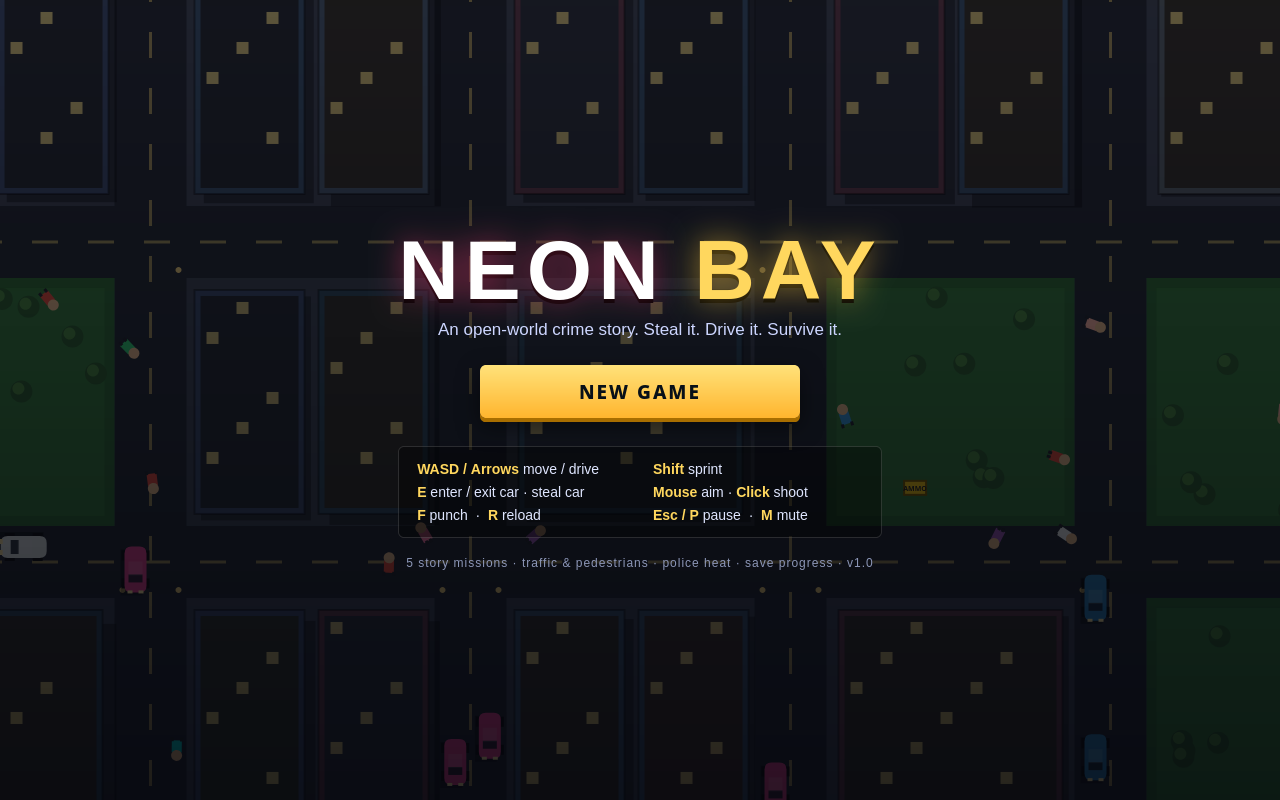 NEON BAY
An open-world crime story. Steal it. Drive it. Survive it.
NEW GAME
WASD / Arrows move / drive
Shift sprint
E enter / exit car · steal car
Mouse aim · Click shoot
F punch · R reload
Esc / P pause · M mute
AMMO
5 story missions · traffic & pedestrians · police heat · save progress · v1.0